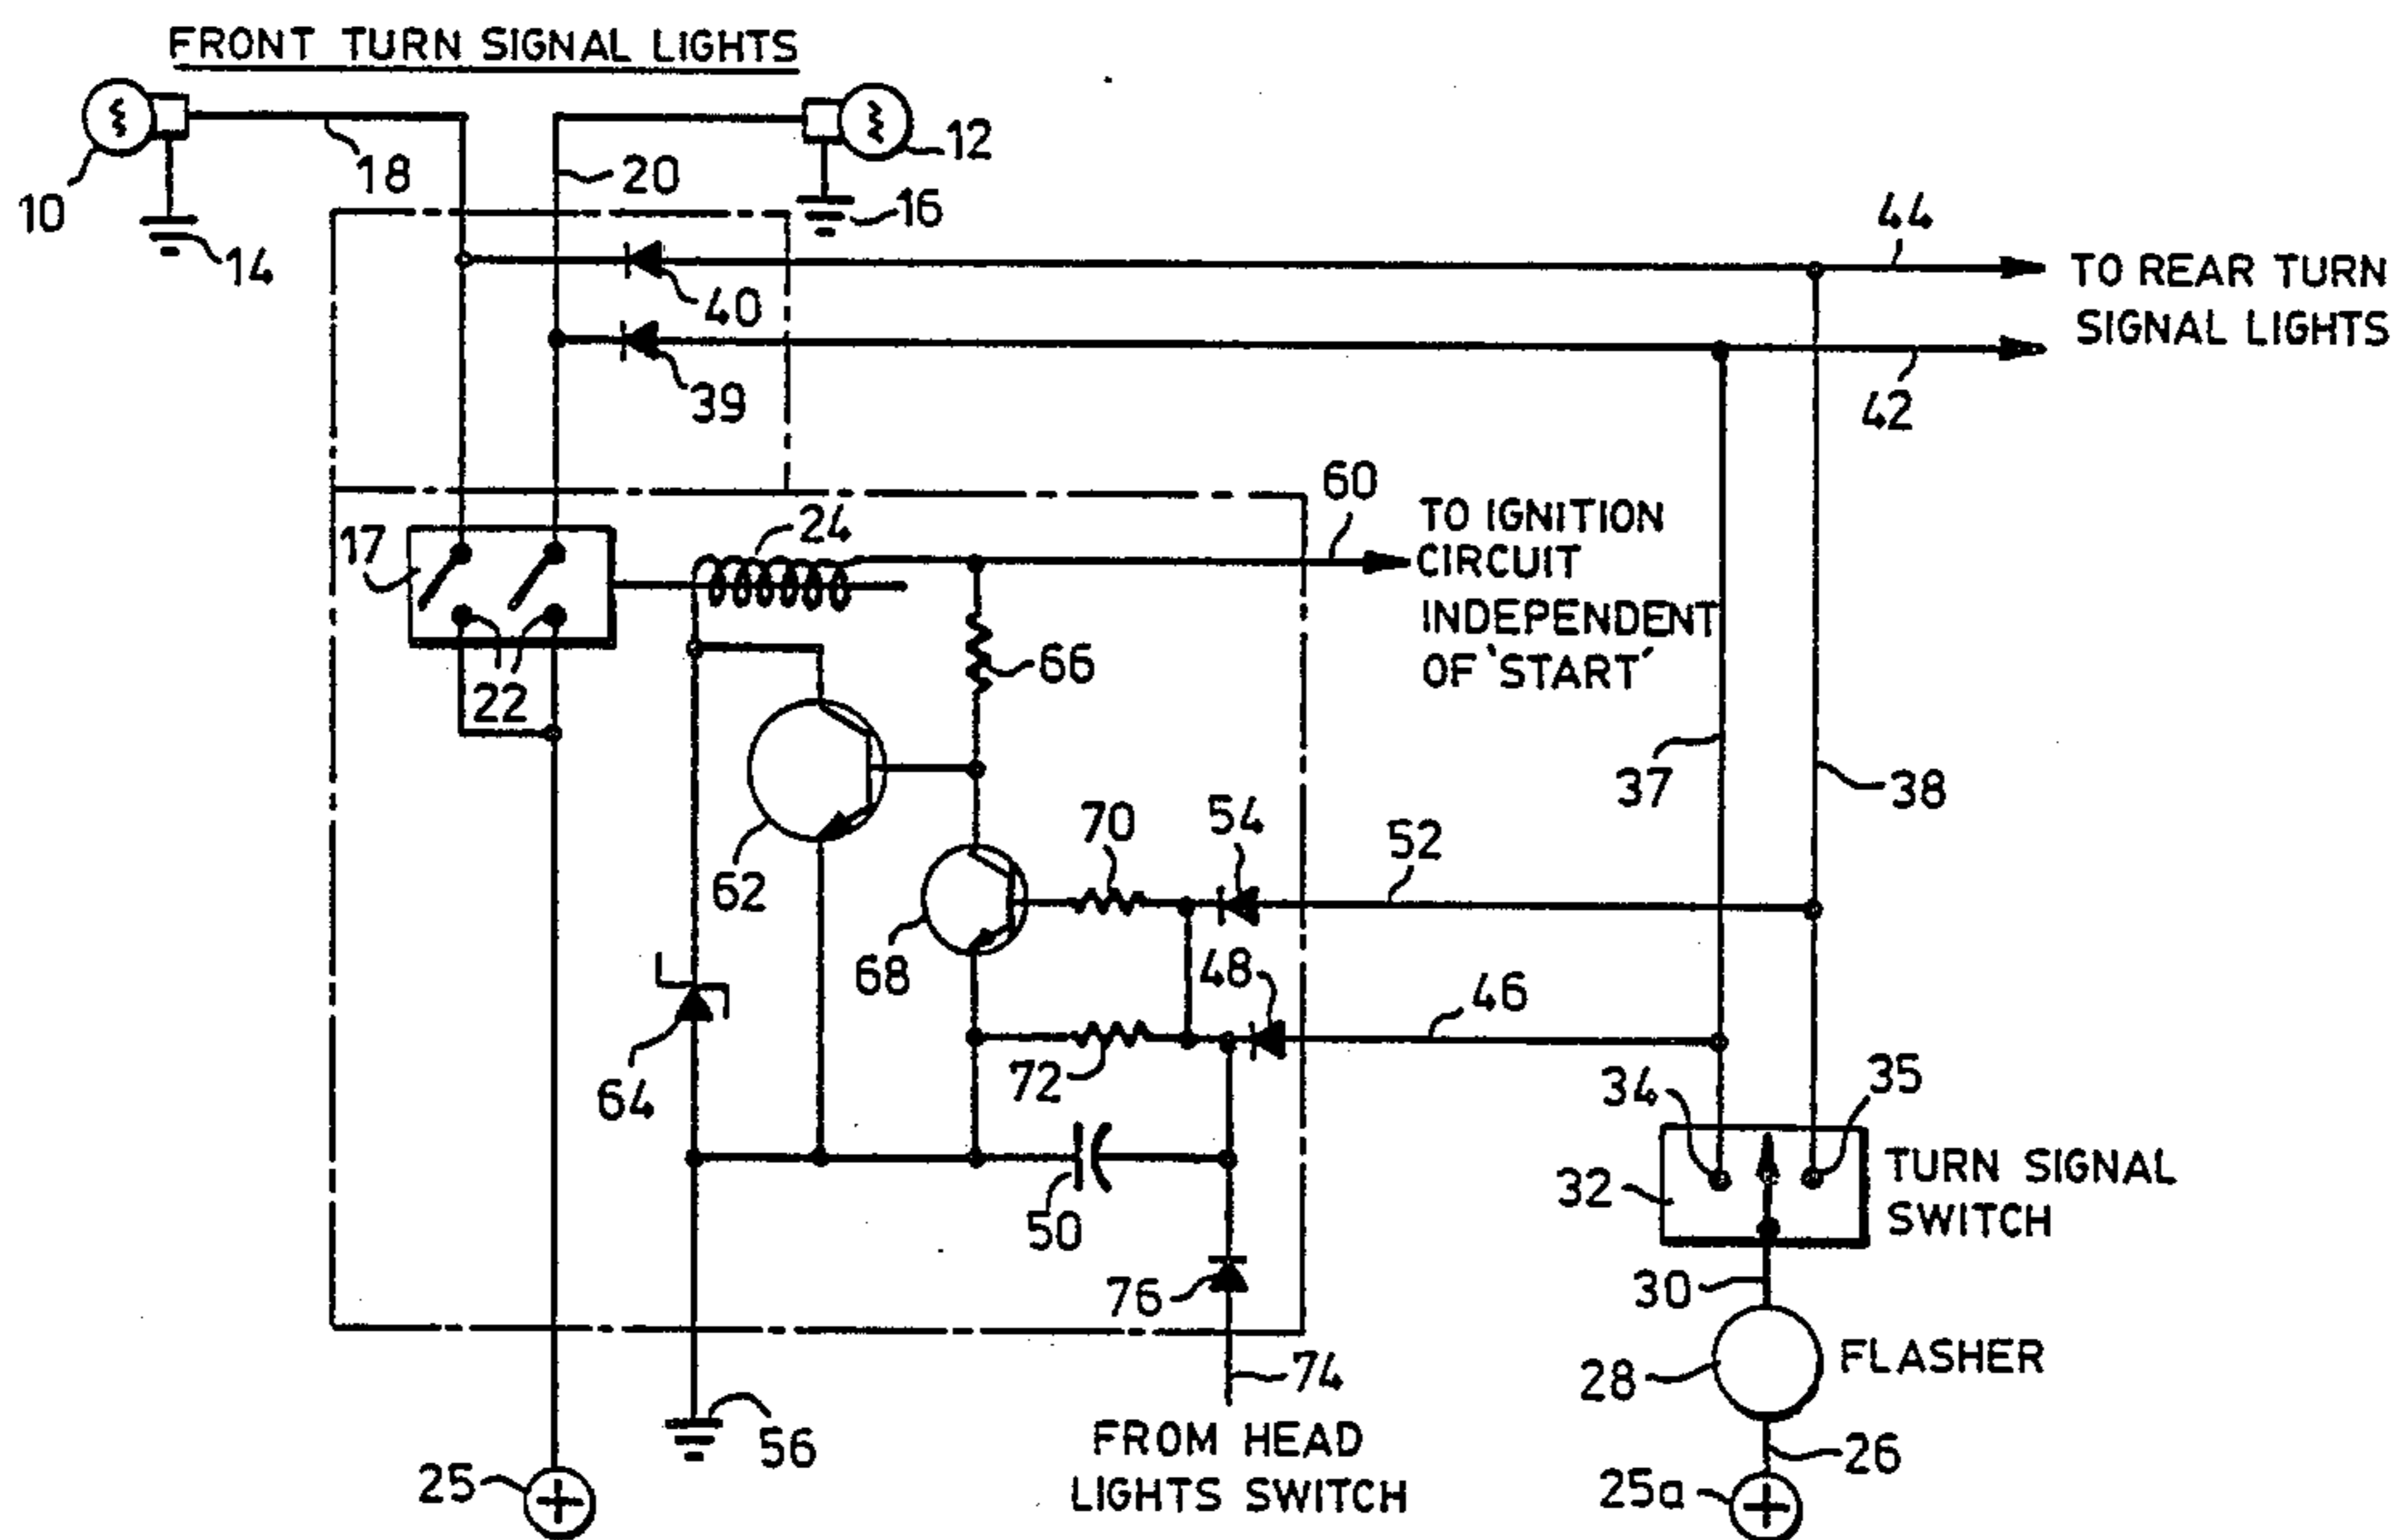 FRONT TURN SIGNAL LIGHTS
10
18
14
20
12
16
40
39
44
TO REAR TURN
SIGNAL LIGHTS
42
17
24
22
60
TO IGNITION
CIRCUIT
INDEPENDENT
OF 'START'
66
37
38
62
70
54
52
68
48
46
64
72
34
35
32
TURN SIGNAL
SWITCH
50
76
30
28
FLASHER
74
56
FROM HEAD
LIGHTS SWITCH
25
26
25a